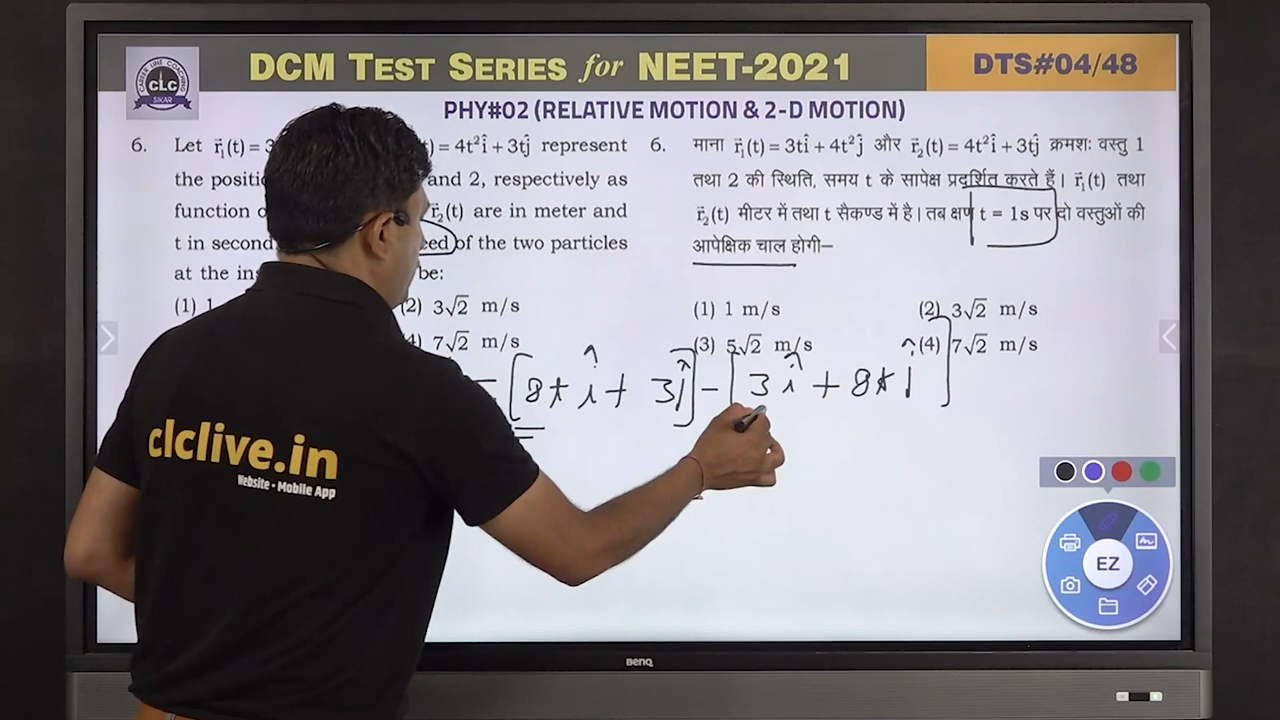 DCM TEST SERIES for NEET-2021
DTS#04/48
CAREER LINE COACHING
CLC
SIKAR
PHY#02 (RELATIVE MOTION & 2-D MOTION)
6. Let r⃗₁(t) = 3 = 4t²î + 3tĵ represent
the positi and 2, respectively as
function o r⃗₂(t) are in meter and
t in second of the two particles
at the in be:
(1) 1 (2) 3√2 m/s
7√2 m/s
6. माना r⃗₁(t) = 3tî + 4t²ĵ और r⃗₂(t) = 4t²î + 3tĵ क्रमशः वस्तु 1
तथा 2 की स्थिति, समय t के सापेक्ष प्रदर्शित करते हैं। r⃗₁(t) तथा
r⃗₂(t) मीटर में तथा t सैकण्ड में है। तब क्षण t = 1s पर दो वस्तुओं की
आपेक्षिक चाल होगी–
(1) 1 m/s (2) 3√2 m/s
(3) 5√2 m/s (4) 7√2 m/s
= [8t î + 3ĵ] - [3î + 8t ĵ]
clclive.in
Website • Mobile App
EZ
BenQ